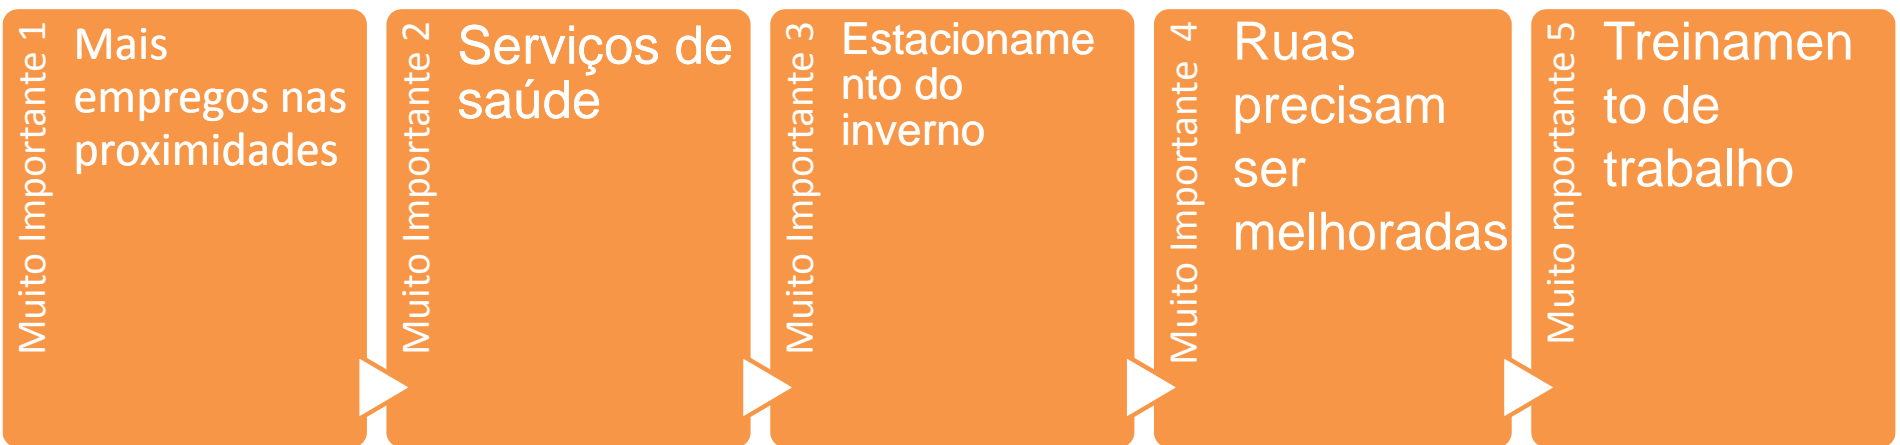 Muito Importante 1
Mais
empregos nas
proximidades
Muito Importante 2
Serviços de
saúde
Muito Importante 3
Estacioname
nto do
inverno
Muito Importante 4
Ruas
precisam
ser
melhoradas
Muito mportante 5
Treinamen
to de
trabalho